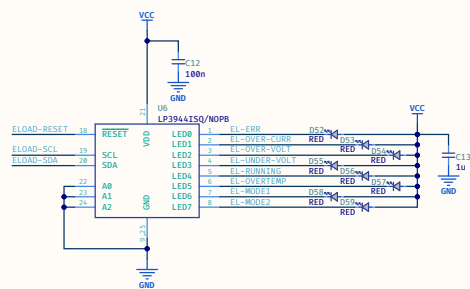 VCC
C12
100n
GND
U6
LP3944ISQ/NOPB
VCC
ELOAD-RESET 18 RESET 21 VDD LED0 1 EL-ERR D52 RED
LED1 2 EL-OVER-CURR D53 RED
ELOAD-SCL 19 SCL LED2 3 EL-OVER-VOLT D54 RED
ELOAD-SDA 20 SDA LED3 4 EL-UNDER-VOLT D55 RED
LED4 5 EL-RUNNING D56 RED
22 A0 LED5 6 EL-OVERTEMP D57 RED
23 A1 LED6 7 EL-MODE1 D58 RED
24 A2 GND LED7 8 EL-MODE2 D59 RED
9,25
C13
1u
GND
GND